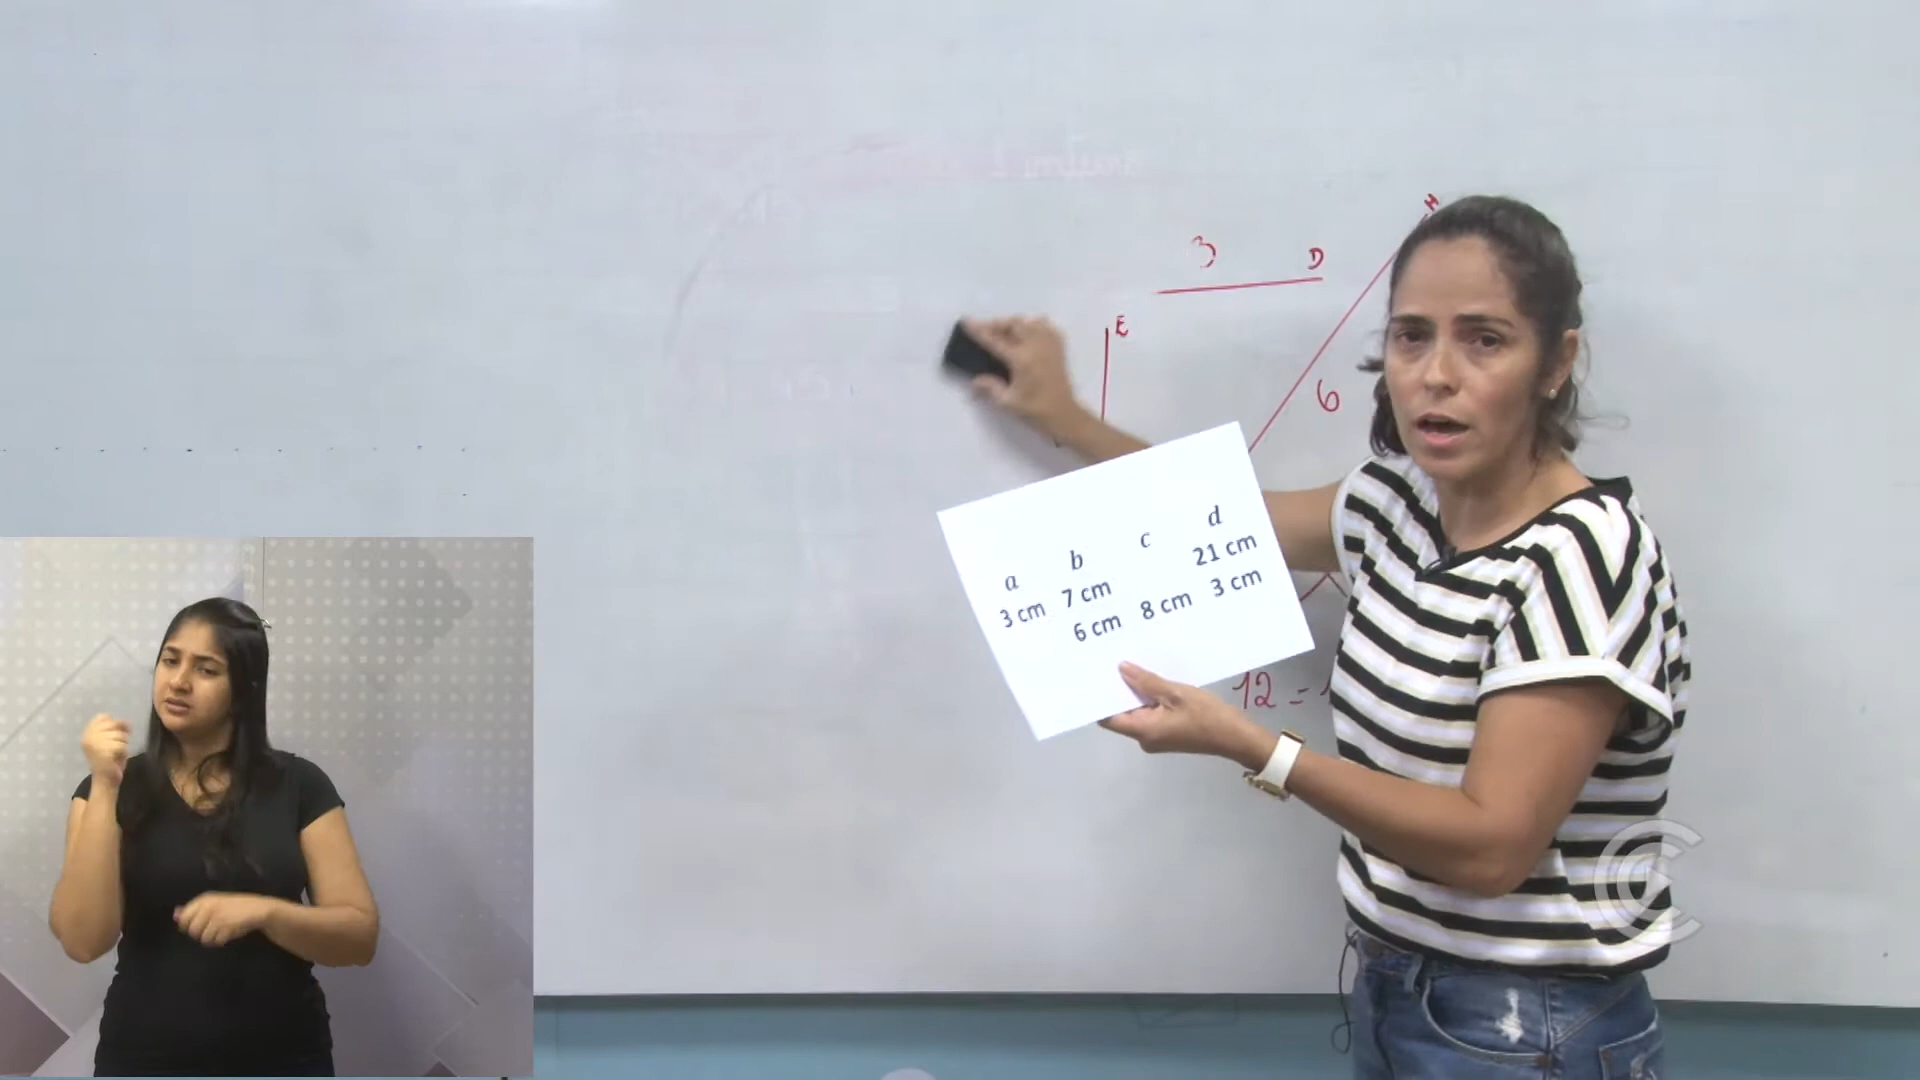 H
3 D
E
6
a b c d
3 cm 7 cm 21 cm
6 cm 8 cm 3 cm
12 =